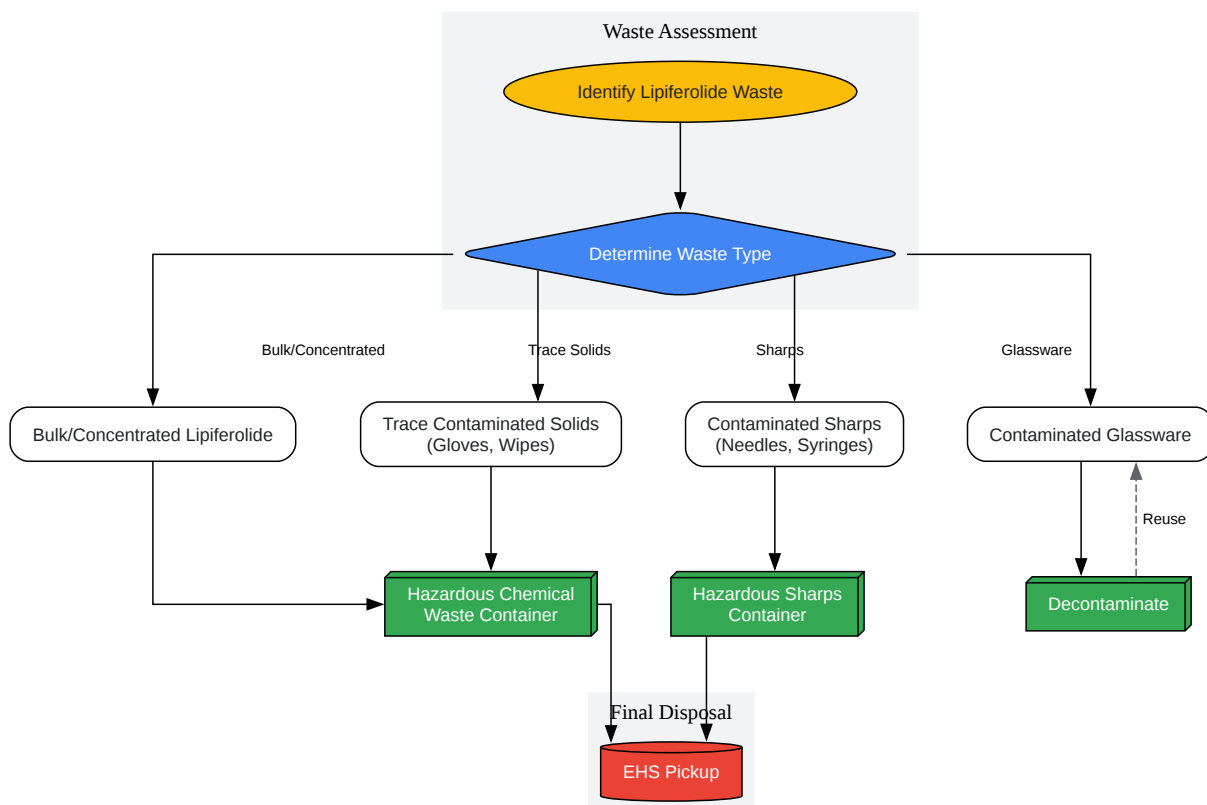 Waste Assessment
Identify Lipiferolide Waste
Determine Waste Type
Bulk/Concentrated
Trace Solids
Sharps
Glassware
Bulk/Concentrated Lipiferolide
Trace Contaminated Solids
(Gloves, Wipes)
Contaminated Sharps
(Needles, Syringes)
Contaminated Glassware
Reuse
Hazardous Chemical
Waste Container
Hazardous Sharps
Container
Decontaminate
Final Disposal
EHS Pickup